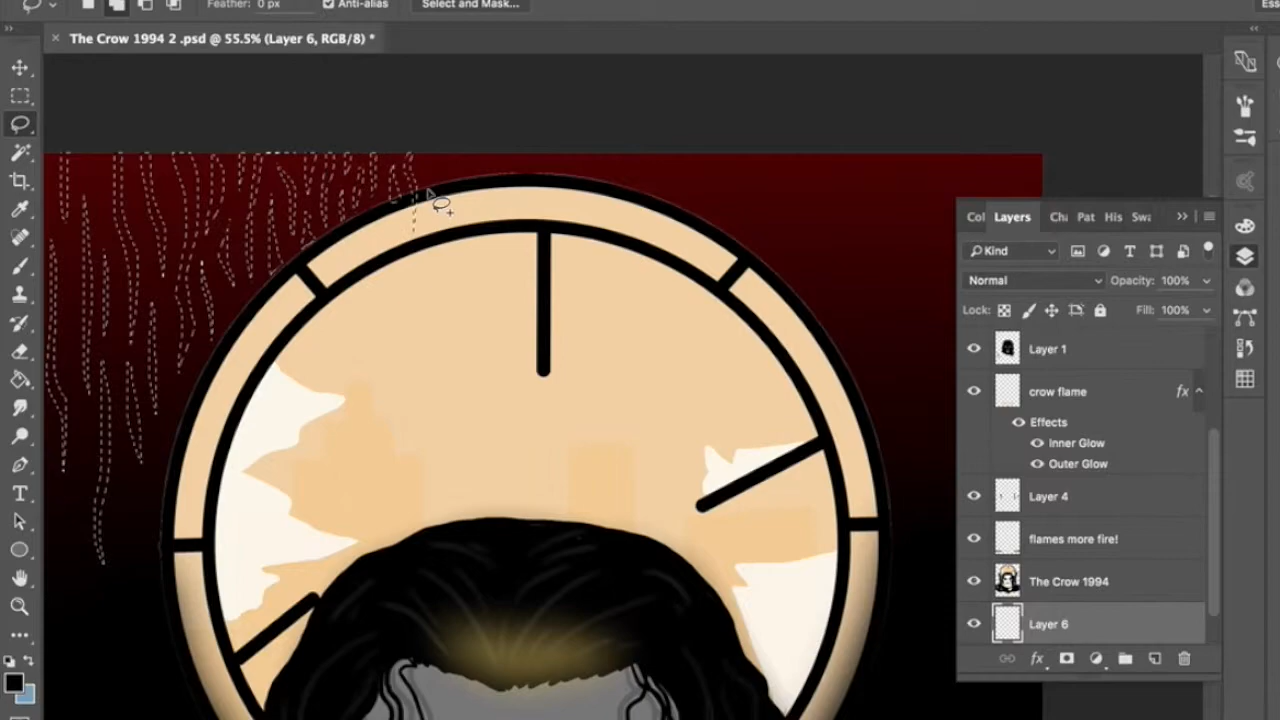 Feather: 0 px Anti-alias Select and Mask...
The Crow 1994 2 .psd @ 55.5% (Layer 6, RGB/8) *
Col Layers Cha Pat His Swa
Kind
Normal Opacity: 100%
Lock: Fill: 100%
Layer 1
crow flame fx
Effects
Inner Glow
Outer Glow
Layer 4
flames more fire!
The Crow 1994
Layer 6
fx